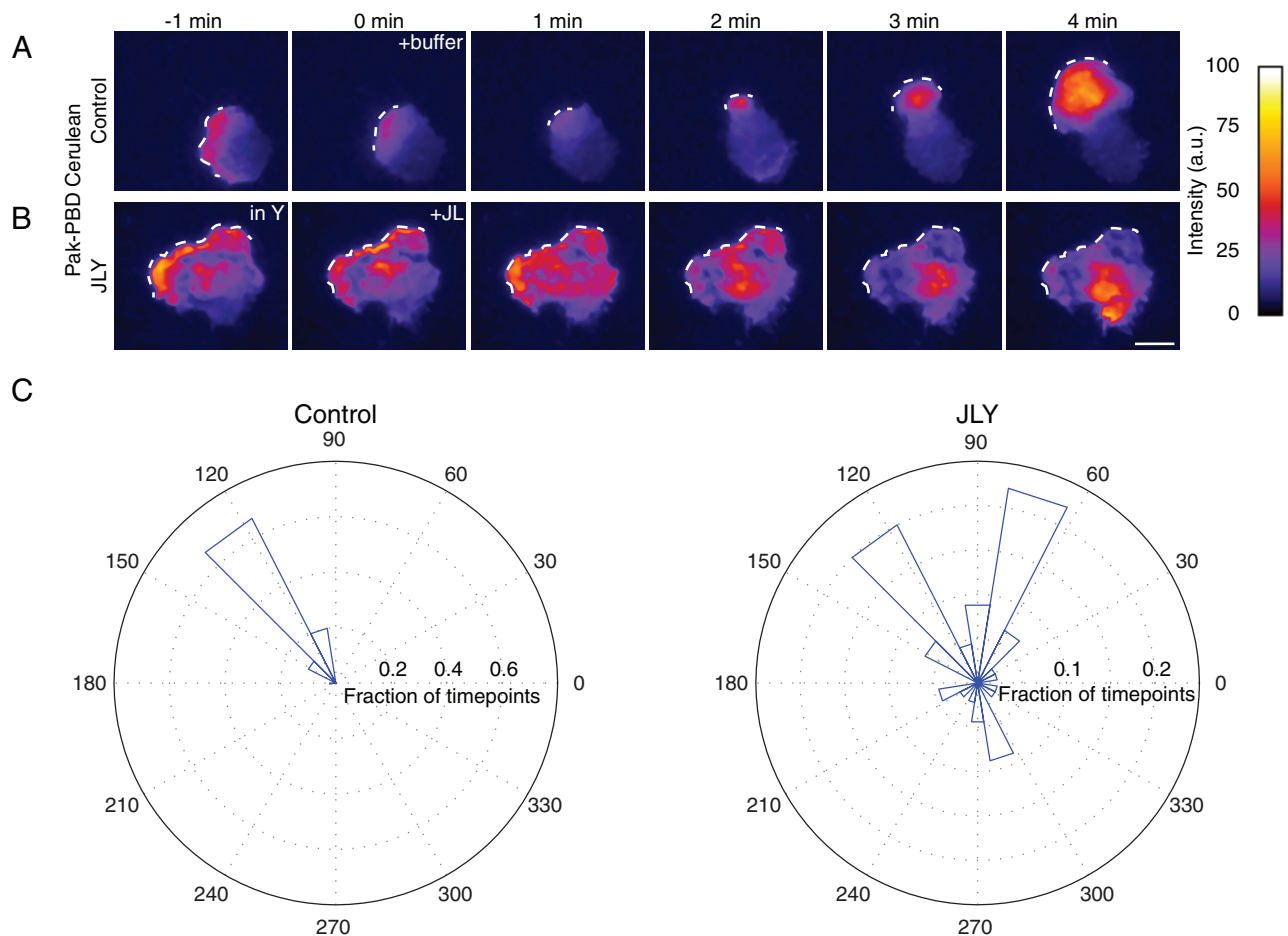 -1 min 0 min 1 min 2 min 3 min 4 min
A
+buffer
Control
Pak-PBD Cerulean
100
75
50
25
0
Intensity (a.u.)
B
in Y
+JL
JLY
C
Control
90
120 60
150 30
180 0
0.2 0.4 0.6
Fraction of timepoints
210 330
240 300
270
JLY
90
120 60
150 30
180 0
0.1 0.2
Fraction of timepoints
210 330
240 300
270